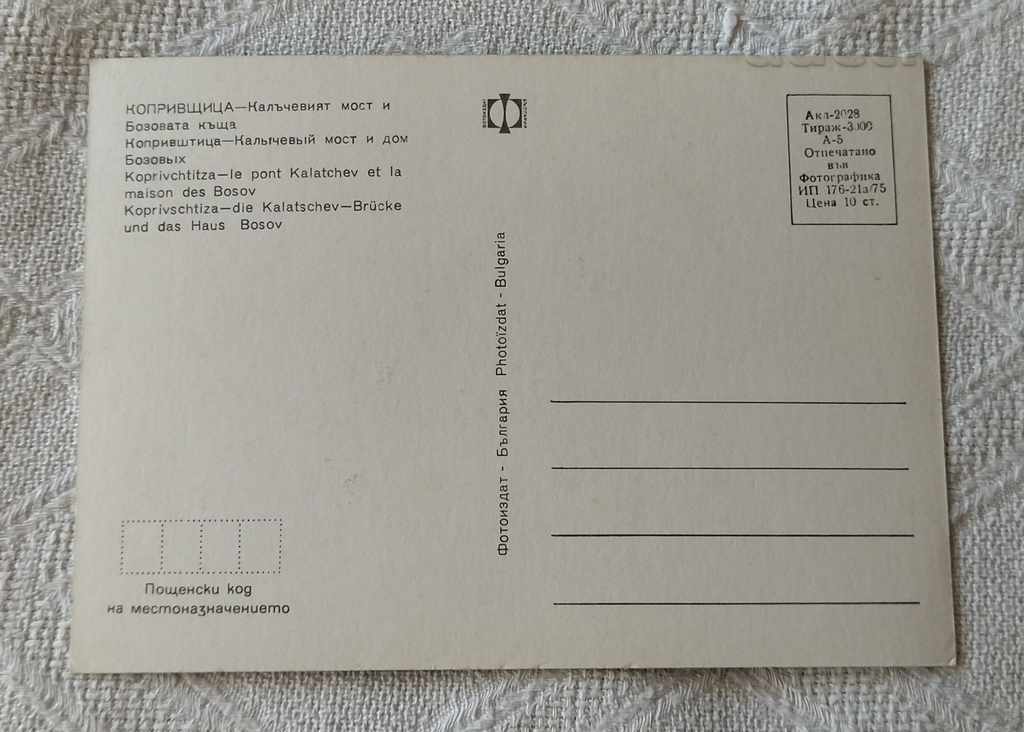 КОПРИВЩИЦА—Калъчевият мост и
Бозовата къща
Копривштица—Калычевый мост и дом
Бозовых
Koprivchtitza—le pont Kalatchev et la
maison des Bosov
Koprivschtiza—die Kalatschev—Brücke
und das Haus Bosov
Акл-2028
Тираж-3000
А-5
Отпечатано
във
Фотографика
ИП 176-21а/75
Цена 10 ст.
Фотоиздат - България Photoïzdat - Bulgaria
Пощенски код
на местоназначението